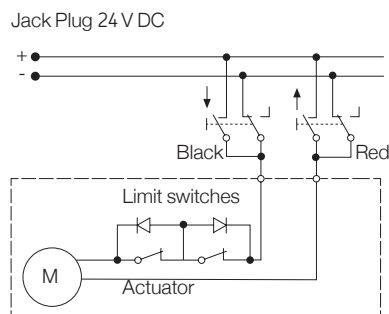 Jack Plug 24 V DC
+
-
Black
Red
Limit switches
M
Actuator